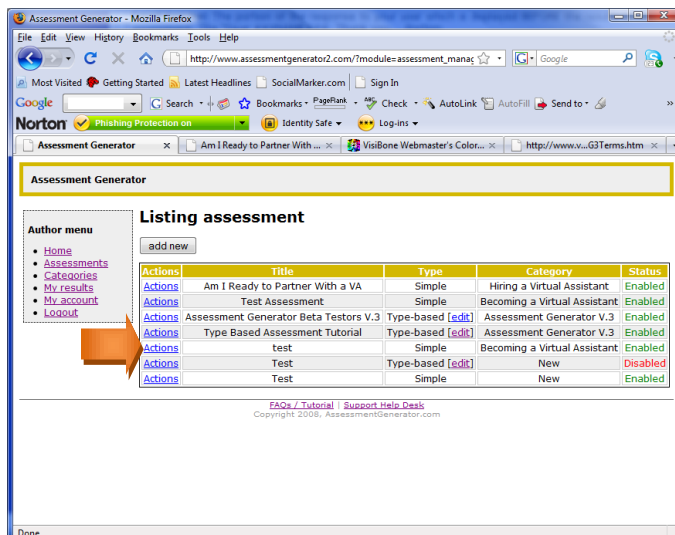 Assessment Generator - Mozilla Firefox
File Edit View History Bookmarks Tools Help
http://www.assessmentgenerator2.com/?module=assessment_manag Google
Most Visited Getting Started Latest Headlines SocialMarker.com Sign In
Google Search Bookmarks PageRank Check AutoLink AutoFill Send to
Norton Phishing Protection on Identity Safe Log-ins
Assessment Generator Am I Ready to Partner With ... VisiBone Webmaster's Color... http://www.v...G3Terms.htm
Assessment Generator
Author menu
Home
Assessments
Categories
My results
My account
Logout
Listing assessment
add new
Actions Title Type Category Status
Actions Am I Ready to Partner With a VA Simple Hiring a Virtual Assistant Enabled
Actions Test Assessment Simple Becoming a Virtual Assistant Enabled
Actions Assessment Generator Beta Testors V.3 Type-based [edit] Assessment Generator V.3 Enabled
Actions Type Based Assessment Tutorial Type-based [edit] Assessment Generator V.3 Enabled
Actions test Simple Becoming a Virtual Assistant Enabled
Actions Test Type-based [edit] New Disabled
Actions Test Simple New Enabled
FAQs / Tutorial | Support Help Desk
Copyright 2008, AssessmentGenerator.com
Done